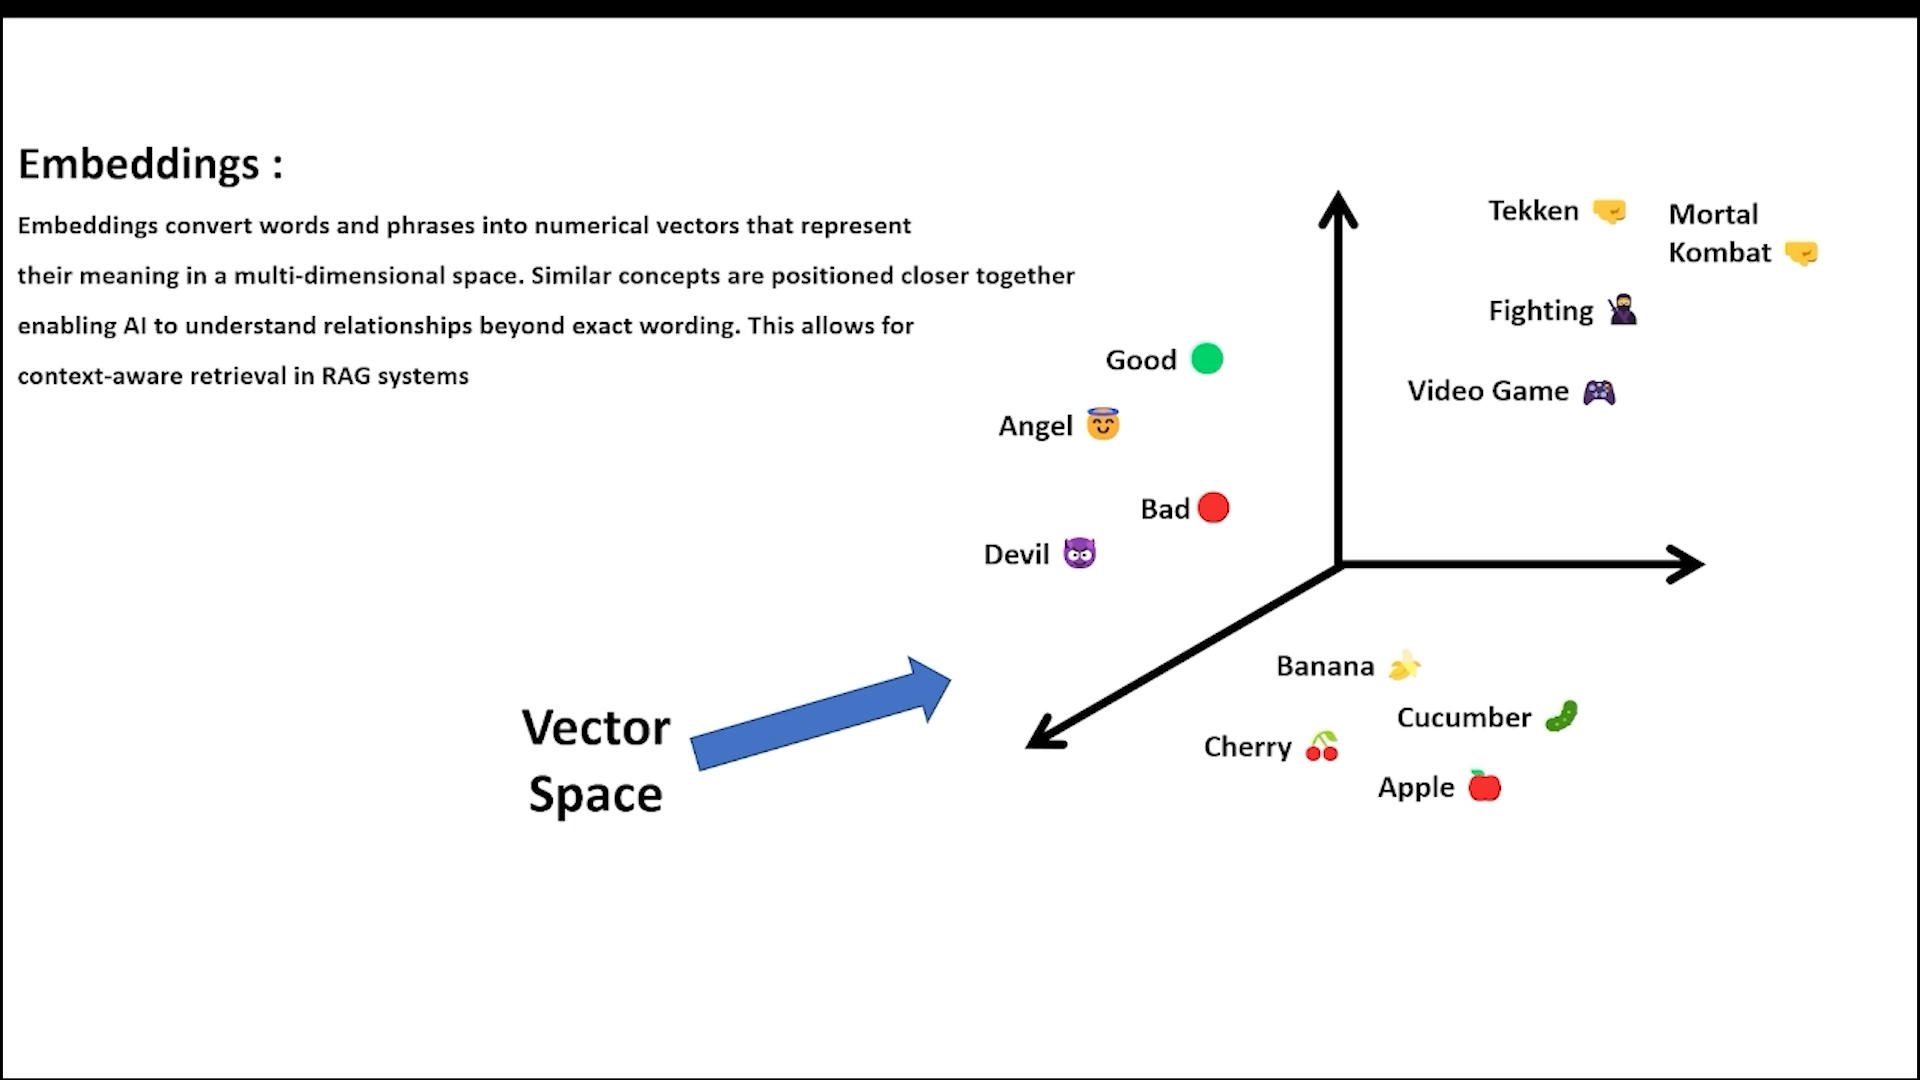 Embeddings :
Embeddings convert words and phrases into numerical vectors that represent
their meaning in a multi-dimensional space. Similar concepts are positioned closer together
enabling AI to understand relationships beyond exact wording. This allows for
context-aware retrieval in RAG systems
Tekken
Mortal
Kombat
Fighting
Video Game
Good
Angel
Bad
Devil
Vector
Space
Banana
Cucumber
Cherry
Apple